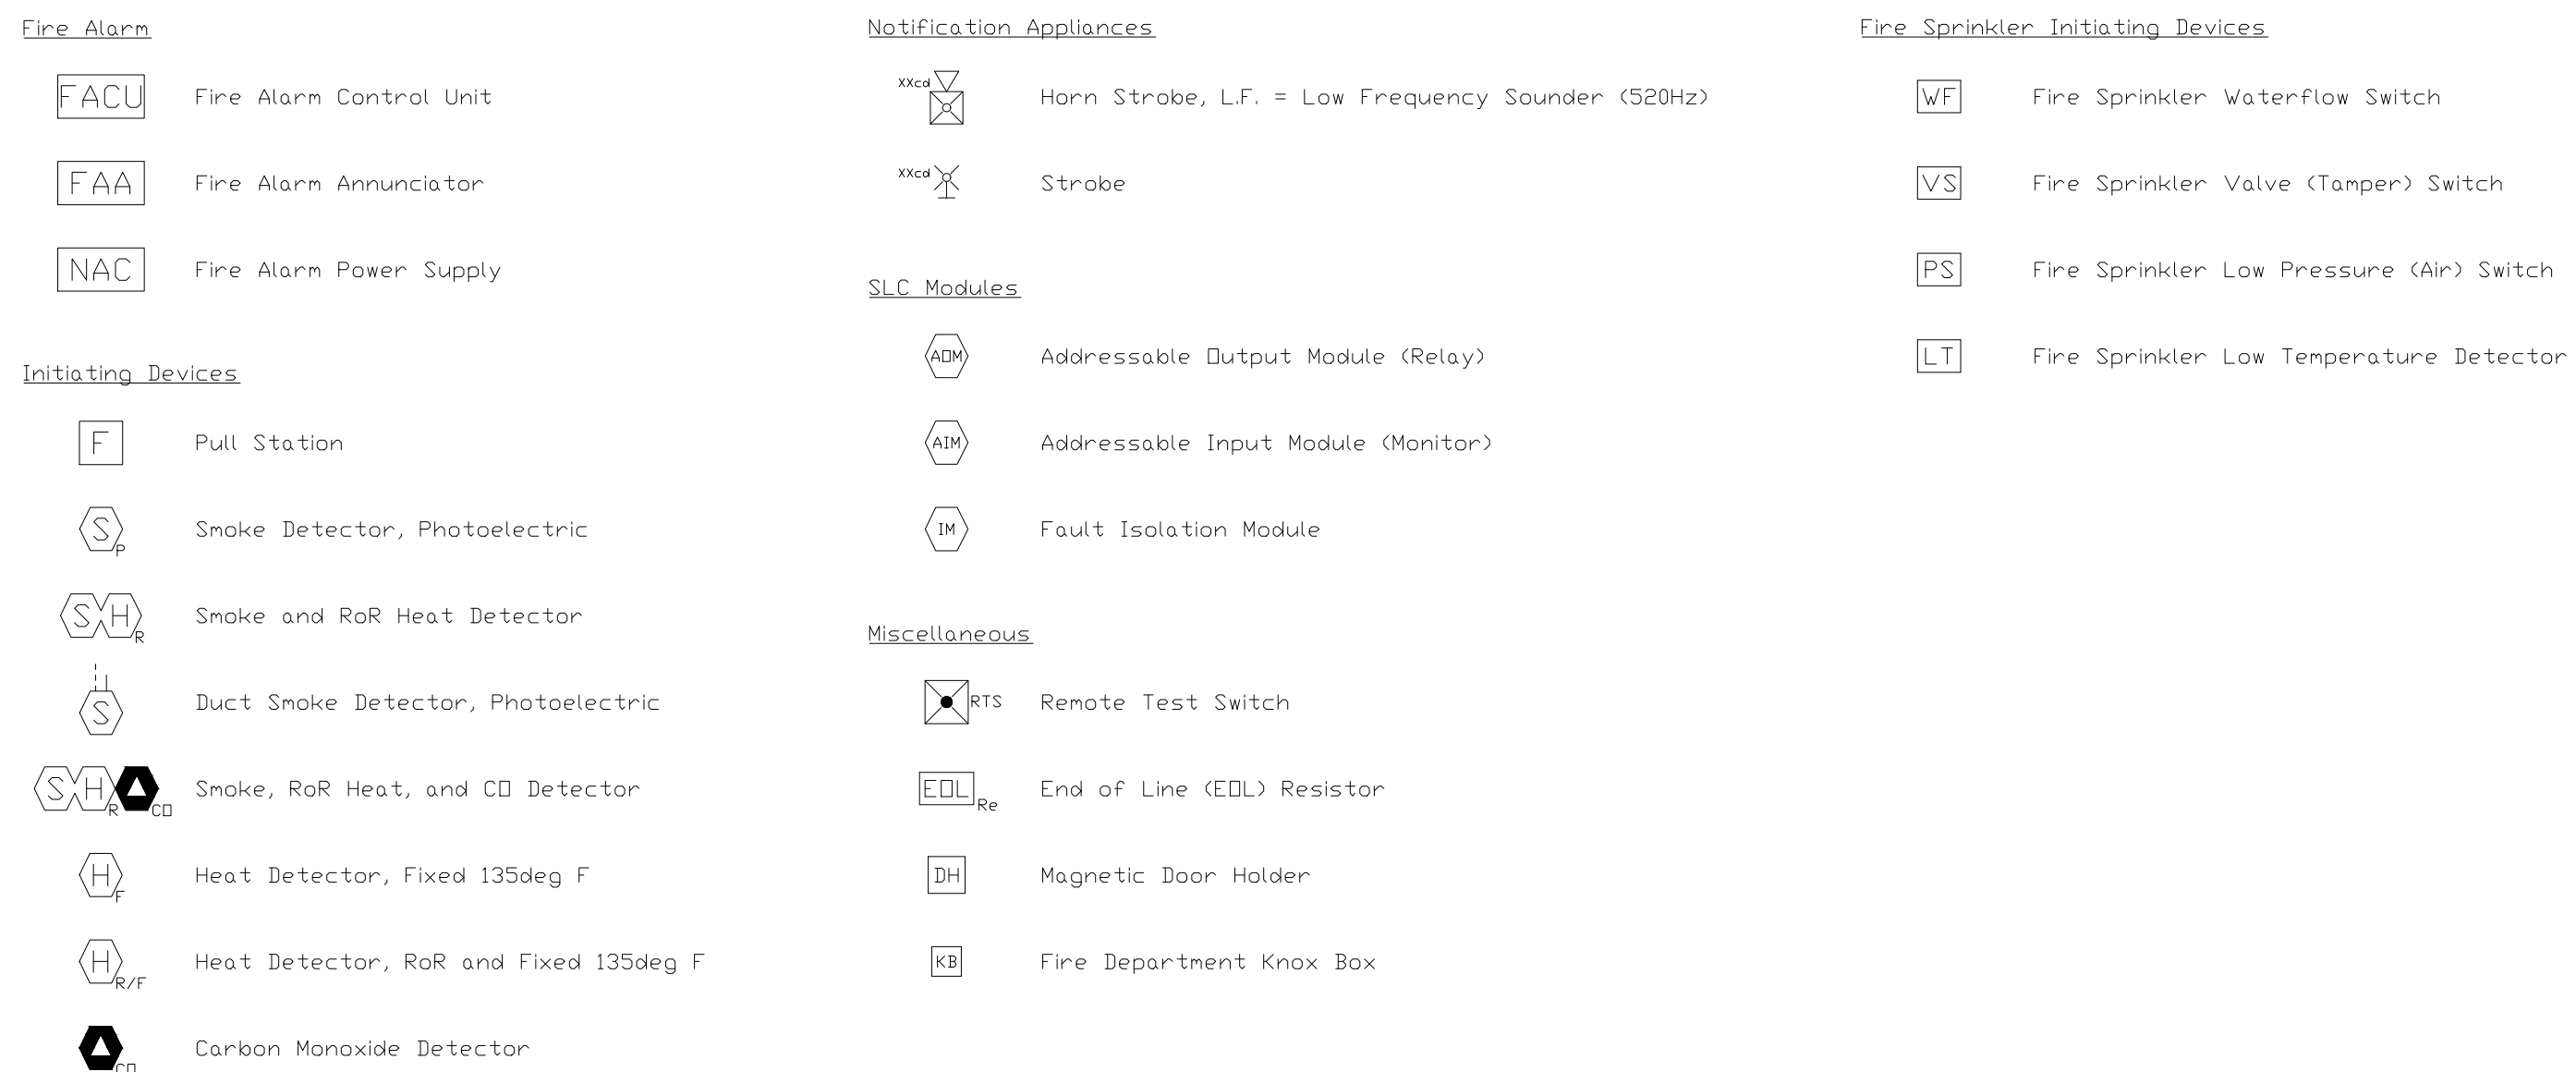 Fire Alarm
FACU Fire Alarm Control Unit
FAA Fire Alarm Annunciator
NAC Fire Alarm Power Supply
Initiating Devices
F Pull Station
S P Smoke Detector, Photoelectric
S H R Smoke and RoR Heat Detector
S Duct Smoke Detector, Photoelectric
S H R CO Smoke, RoR Heat, and CO Detector
H F Heat Detector, Fixed 135deg F
H R/F Heat Detector, RoR and Fixed 135deg F
CO Carbon Monoxide Detector
Notification Appliances
XXcd Horn Strobe, L.F. = Low Frequency Sounder (520Hz)
XXcd Strobe
SLC Modules
AOM Addressable Output Module (Relay)
AIM Addressable Input Module (Monitor)
IM Fault Isolation Module
Miscellaneous
RTS Remote Test Switch
EOL Re End of Line (EOL) Resistor
DH Magnetic Door Holder
KB Fire Department Knox Box
Fire Sprinkler Initiating Devices
WF Fire Sprinkler Waterflow Switch
VS Fire Sprinkler Valve (Tamper) Switch
PS Fire Sprinkler Low Pressure (Air) Switch
LT Fire Sprinkler Low Temperature Detector